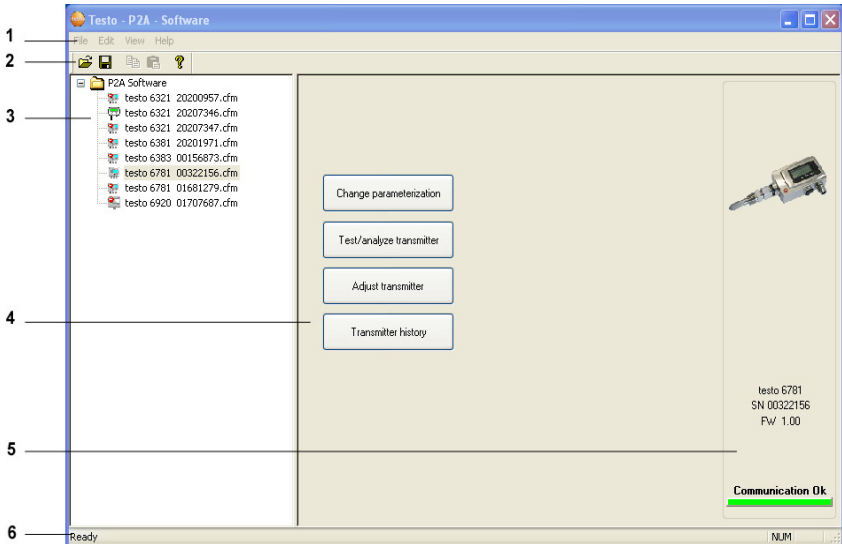 Testo - P2A - Software
1
File Edit View Help
2
P2A Software
testo 6321 20200957.cfm
3
testo 6321 20207346.cfm
testo 6321 20207347.cfm
testo 6381 20201971.cfm
testo 6383 00156873.cfm
testo 6781 00322156.cfm
testo 6781 01681279.cfm
testo 6920 01707687.cfm
Change parameterization
Test/analyze transmitter
Adjust transmitter
4
Transmitter history
testo 6781
SN 00322156
FW 1.00
5
Communication Ok
6
Ready
NUM